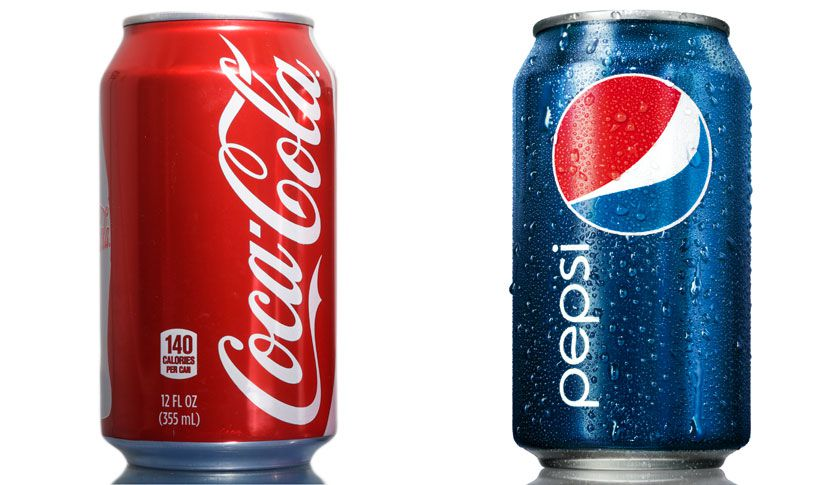 Coca-Cola
140
CALORIES
PER CAN
12 FL OZ
(355 mL)
pepsi